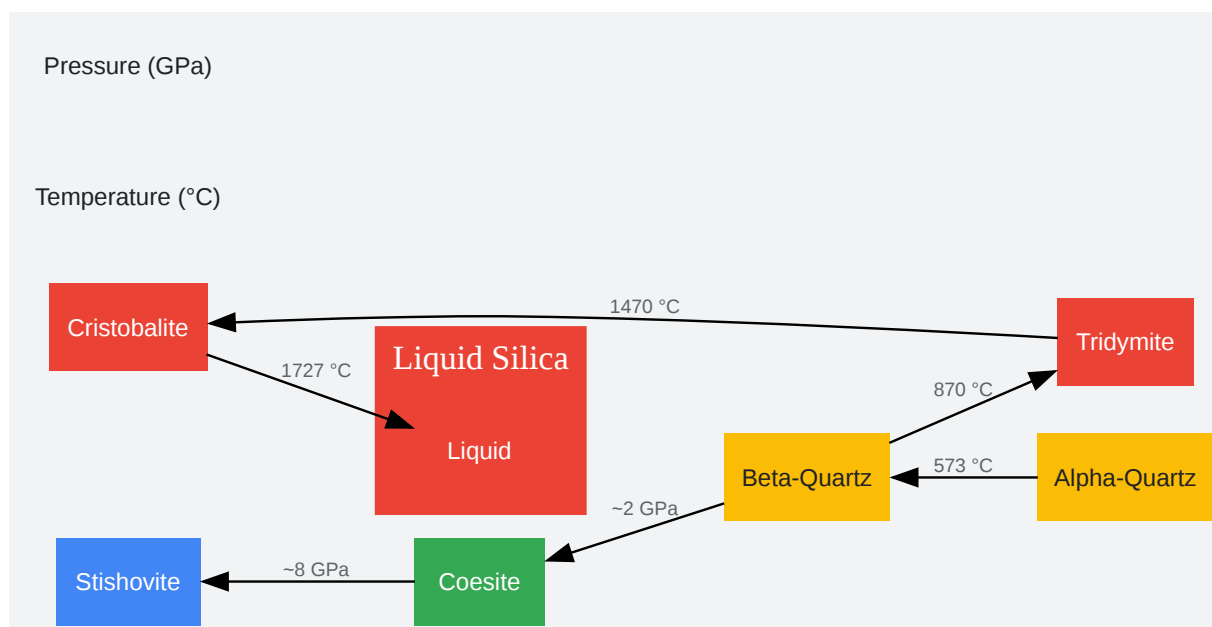 Pressure (GPa)
Temperature (°C)
1470 °C
Cristobalite
Tridymite
Liquid Silica
1727 °C
870 °C
Liquid
573 °C
Beta-Quartz
Alpha-Quartz
~2 GPa
~8 GPa
Stishovite
Coesite